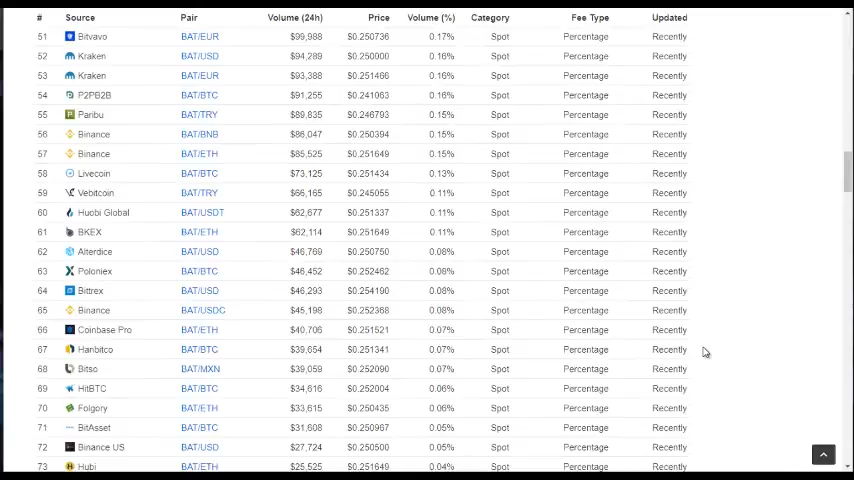 # Source Pair Volume (24h) Price Volume (%) Category Fee Type Updated
51 Bitvavo BAT/EUR $99,988 $0.250736 0.17% Spot Percentage Recently
52 Kraken BAT/USD $94,289 $0.250000 0.16% Spot Percentage Recently
53 Kraken BAT/EUR $93,388 $0.251466 0.16% Spot Percentage Recently
54 P2PB2B BAT/BTC $91,255 $0.241063 0.16% Spot Percentage Recently
55 Paribu BAT/TRY $89,835 $0.246793 0.15% Spot Percentage Recently
56 Binance BAT/BNB $86,047 $0.250394 0.15% Spot Percentage Recently
57 Binance BAT/ETH $85,525 $0.251649 0.15% Spot Percentage Recently
58 Livecoin BAT/BTC $73,125 $0.251434 0.13% Spot Percentage Recently
59 Vebitcoin BAT/TRY $66,165 $0.245055 0.11% Spot Percentage Recently
60 Huobi Global BAT/USDT $62,677 $0.251337 0.11% Spot Percentage Recently
61 BKEX BAT/ETH $62,114 $0.251649 0.11% Spot Percentage Recently
62 Alterdice BAT/USD $46,769 $0.250750 0.08% Spot Percentage Recently
63 Poloniex BAT/BTC $46,452 $0.252462 0.08% Spot Percentage Recently
64 Bittrex BAT/USD $46,293 $0.254190 0.08% Spot Percentage Recently
65 Binance BAT/USDC $45,198 $0.252368 0.08% Spot Percentage Recently
66 Coinbase Pro BAT/ETH $40,706 $0.251521 0.07% Spot Percentage Recently
67 Hanbitco BAT/BTC $39,654 $0.251341 0.07% Spot Percentage Recently
68 Bitso BAT/MXN $39,059 $0.252090 0.07% Spot Percentage Recently
69 HitBTC BAT/BTC $34,616 $0.252004 0.06% Spot Percentage Recently
70 Folgory BAT/ETH $33,615 $0.250435 0.06% Spot Percentage Recently
71 BitAsset BAT/BTC $31,608 $0.250967 0.05% Spot Percentage Recently
72 Binance US BAT/USD $27,724 $0.250500 0.05% Spot Percentage Recently
73 Hubi BAT/ETH $25,525 $0.251649 0.04% Spot Percentage Recently